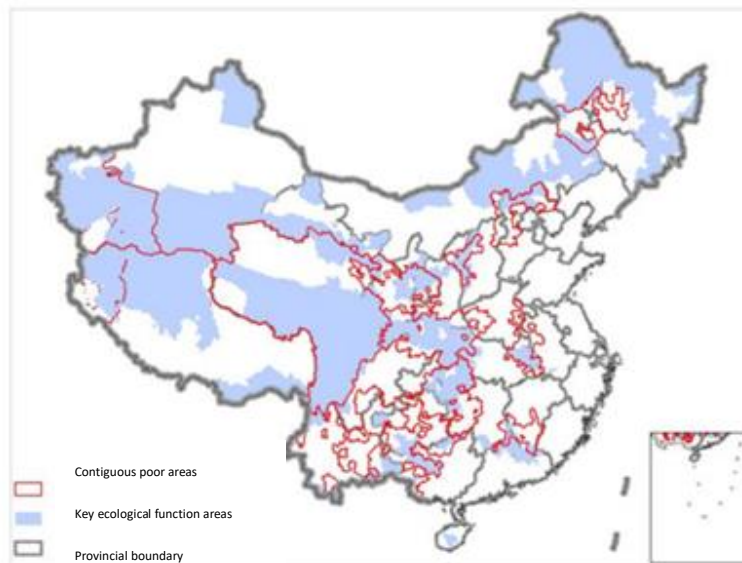 Contiguous poor areas
Key ecological function areas
Provincial boundary